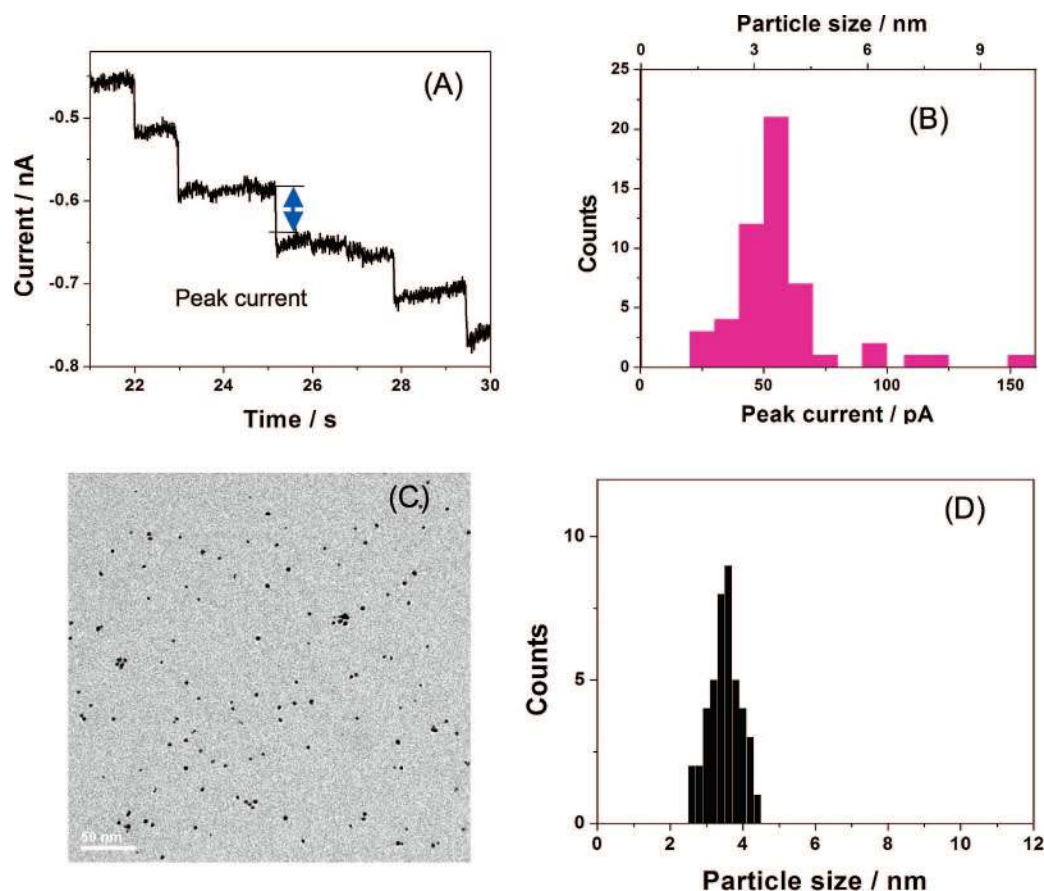 (A)
-0.5
-0.6
-0.7
-0.8
Current / nA
Peak current
22 24 26 28 30
Time / s
Particle size / nm
0 3 6 9
(B)
25
20
15
10
5
0
Counts
0 50 100 150
Peak current / pA
(C)
50 nm
(D)
10
5
0
Counts
0 2 4 6 8 10 12
Particle size / nm